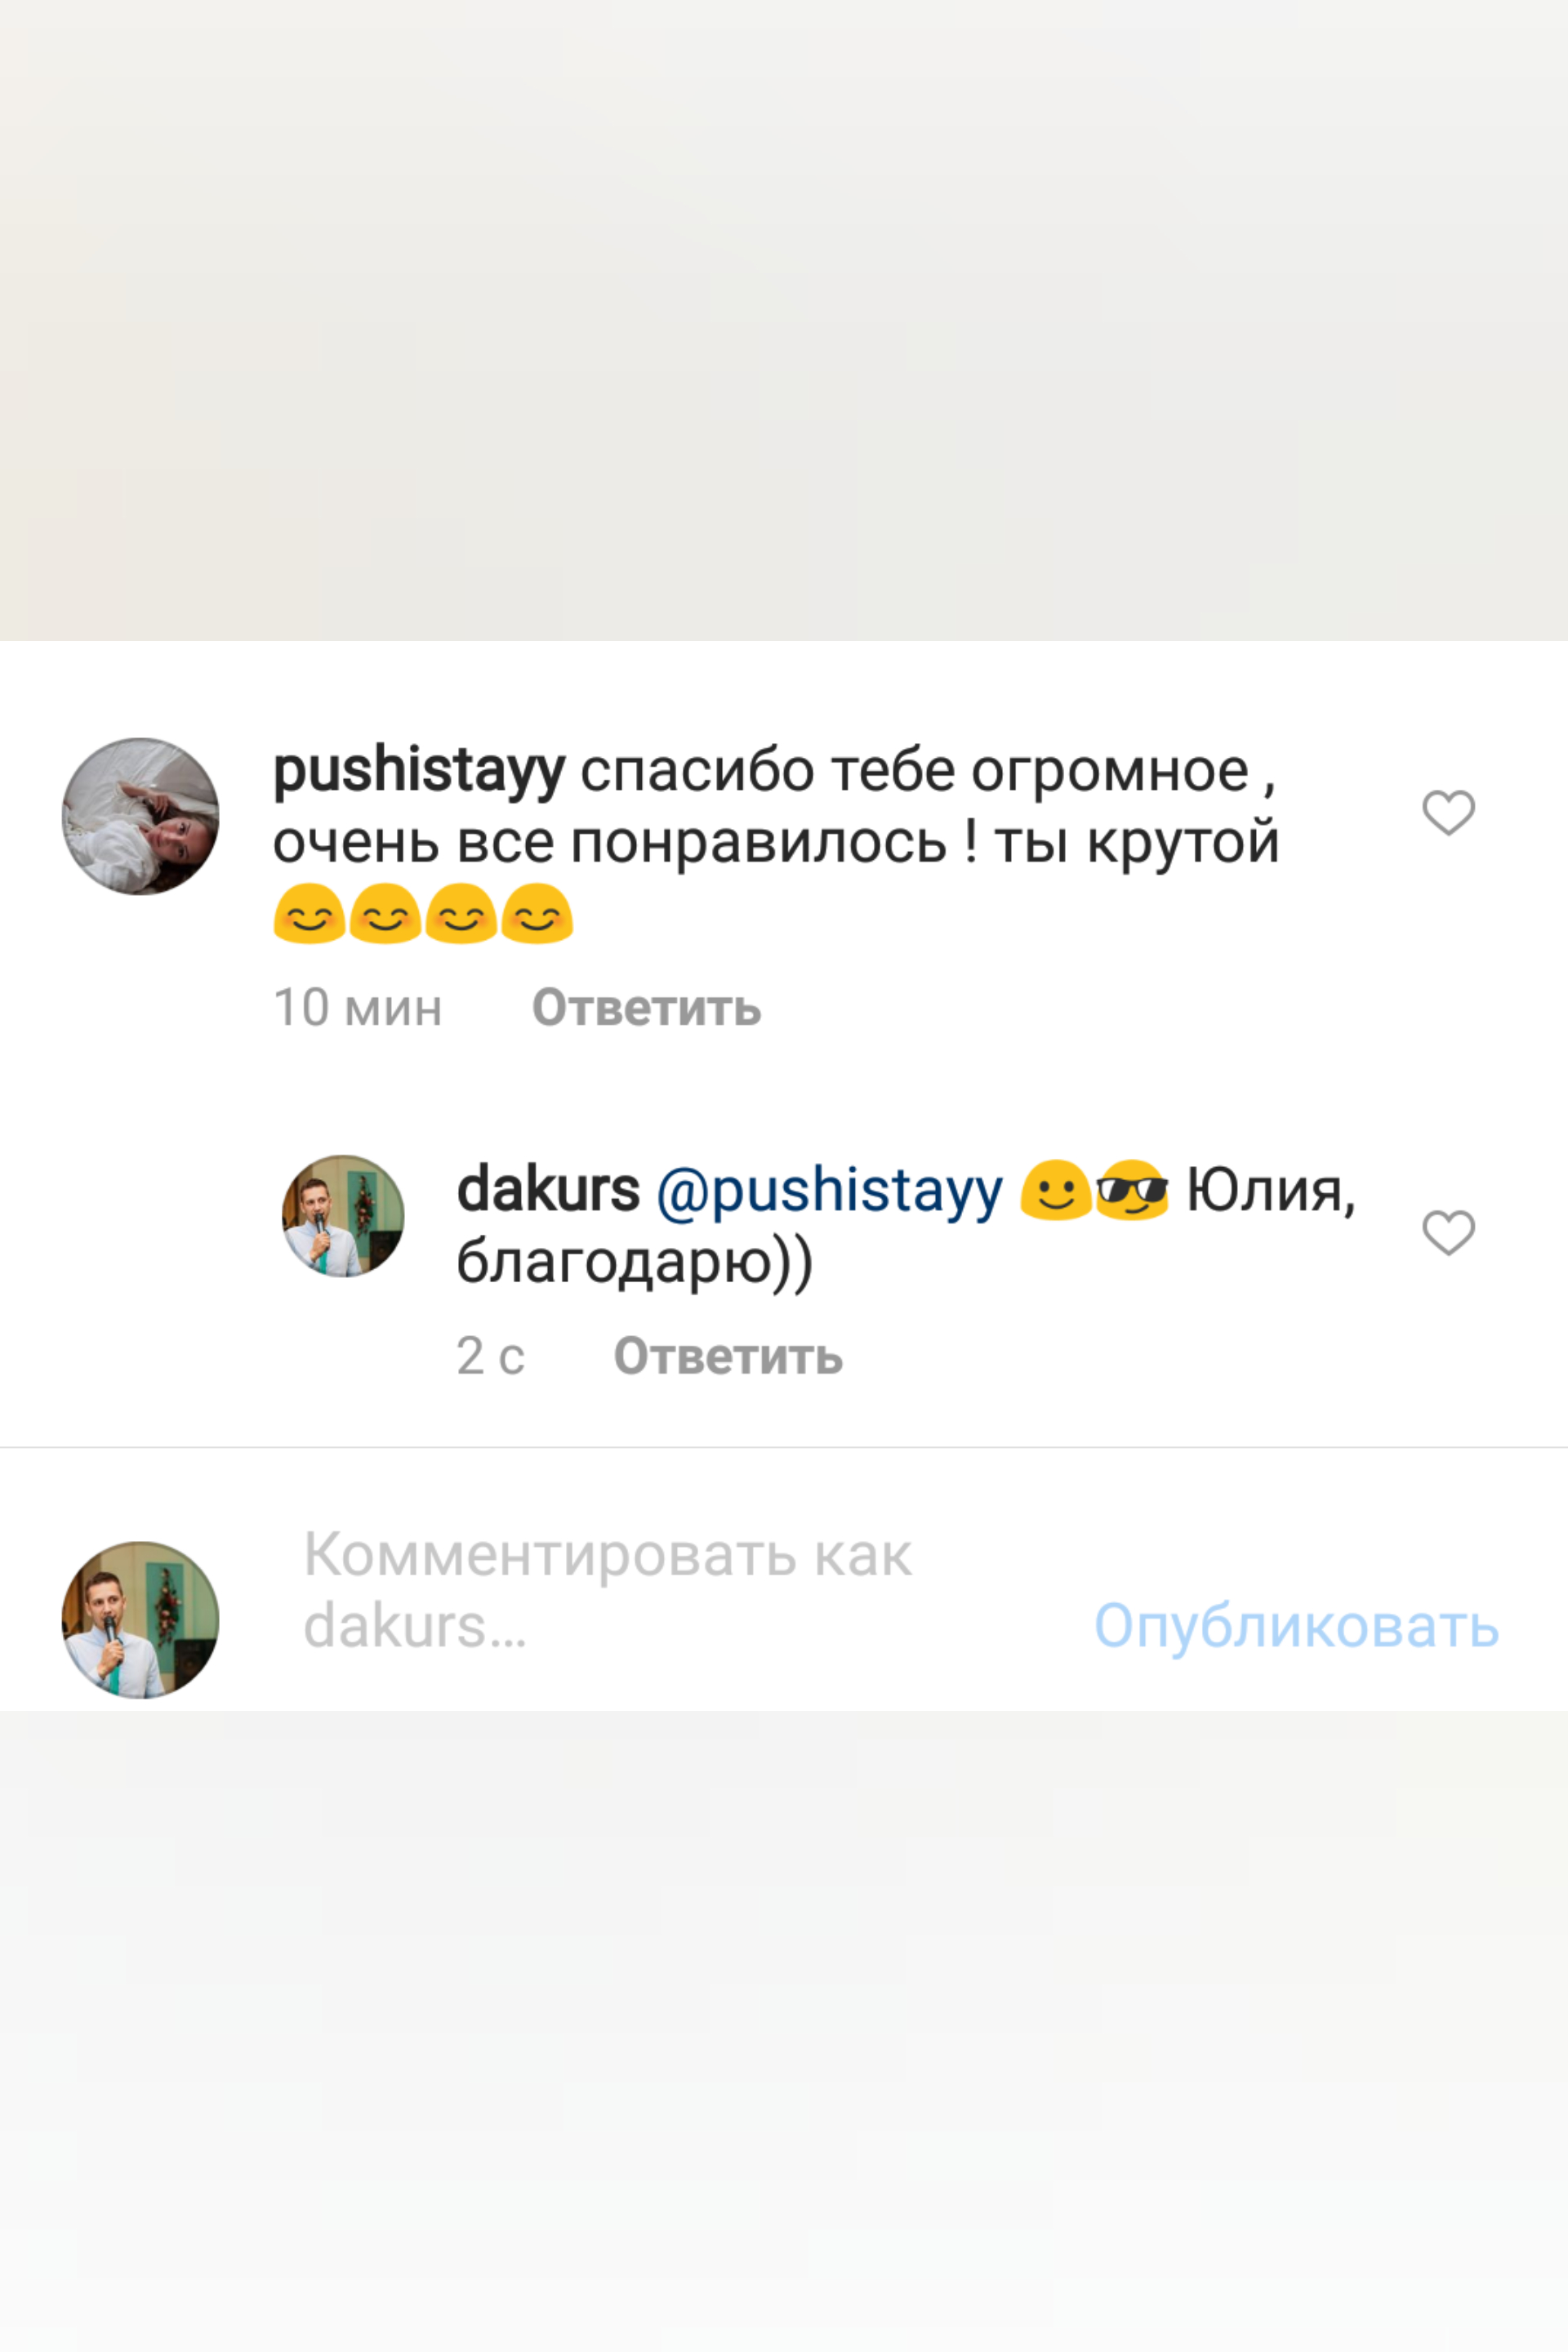 pushistayy спасибо тебе огромное ,
очень все понравилось ! ты крутой
😊😊😊😊
10 мин Ответить
dakurs @pushistayy 🙂😎 Юлия,
благодарю))
2 с Ответить
Комментировать как
dakurs...
Опубликовать